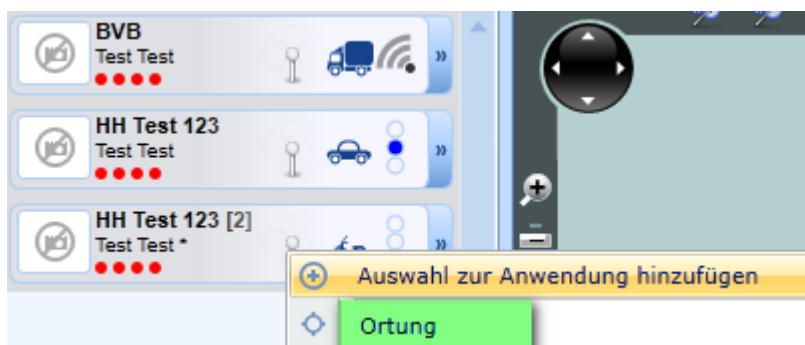 BVB
Test Test
»
HH Test 123
Test Test
»
HH Test 123 [2]
Test Test *
»
Auswahl zur Anwendung hinzufügen
Ortung